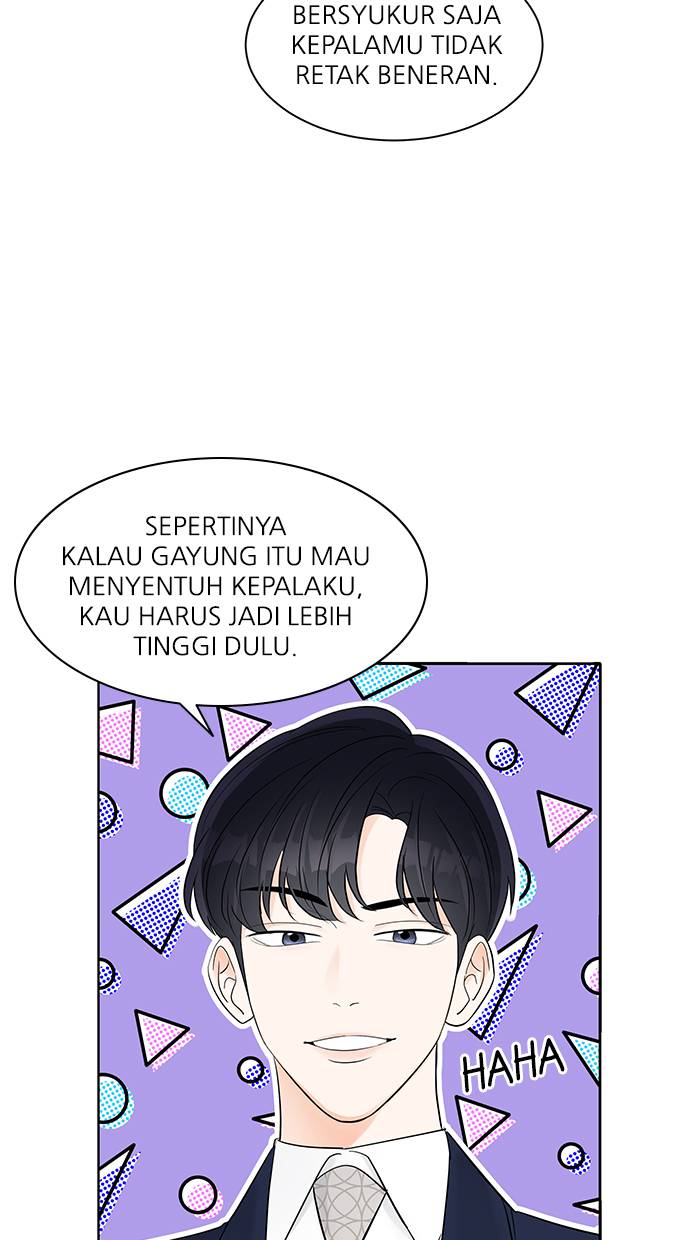 BERSYUKUR SAJA
KEPALAMU TIDAK
RETAK BENERAN.
SEPERTINYA
KALAU GAYUNG ITU MAU
MENYENTUH KEPALAKU,
KAU HARUS JADI LEBIH
TINGGI DULU.
HAHA